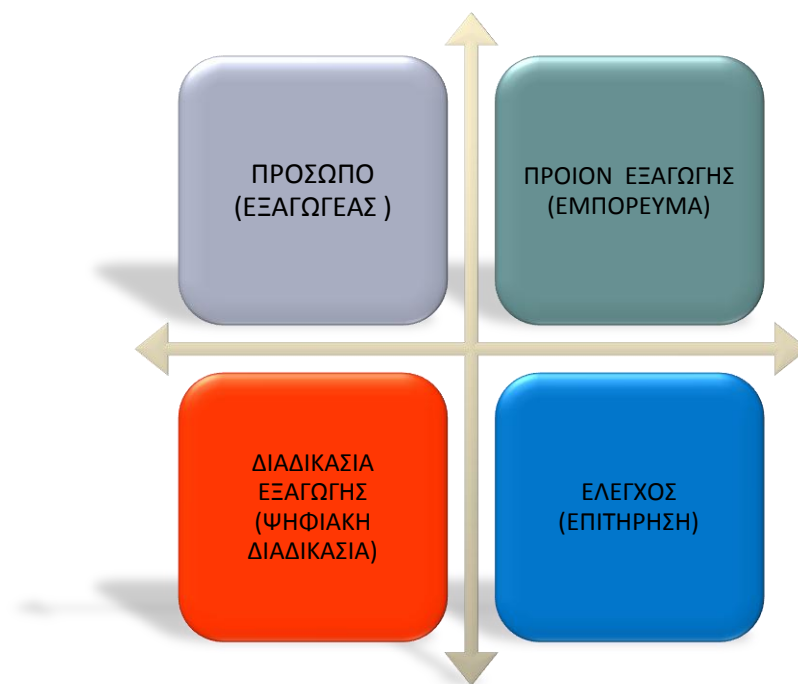 ΠΡΟΣΩΠΟ
(ΕΞΑΓΩΓΕΑΣ )
ΠΡΟΙΟΝ ΕΞΑΓΩΓΗΣ
(ΕΜΠΟΡΕΥΜΑ)
ΔΙΑΔΙΚΑΣΙΑ
ΕΞΑΓΩΓΗΣ
(ΨΗΦΙΑΚΗ
ΔΙΑΔΙΚΑΣΙΑ)
ΕΛΕΓΧΟΣ
(ΕΠΙΤΗΡΗΣΗ)